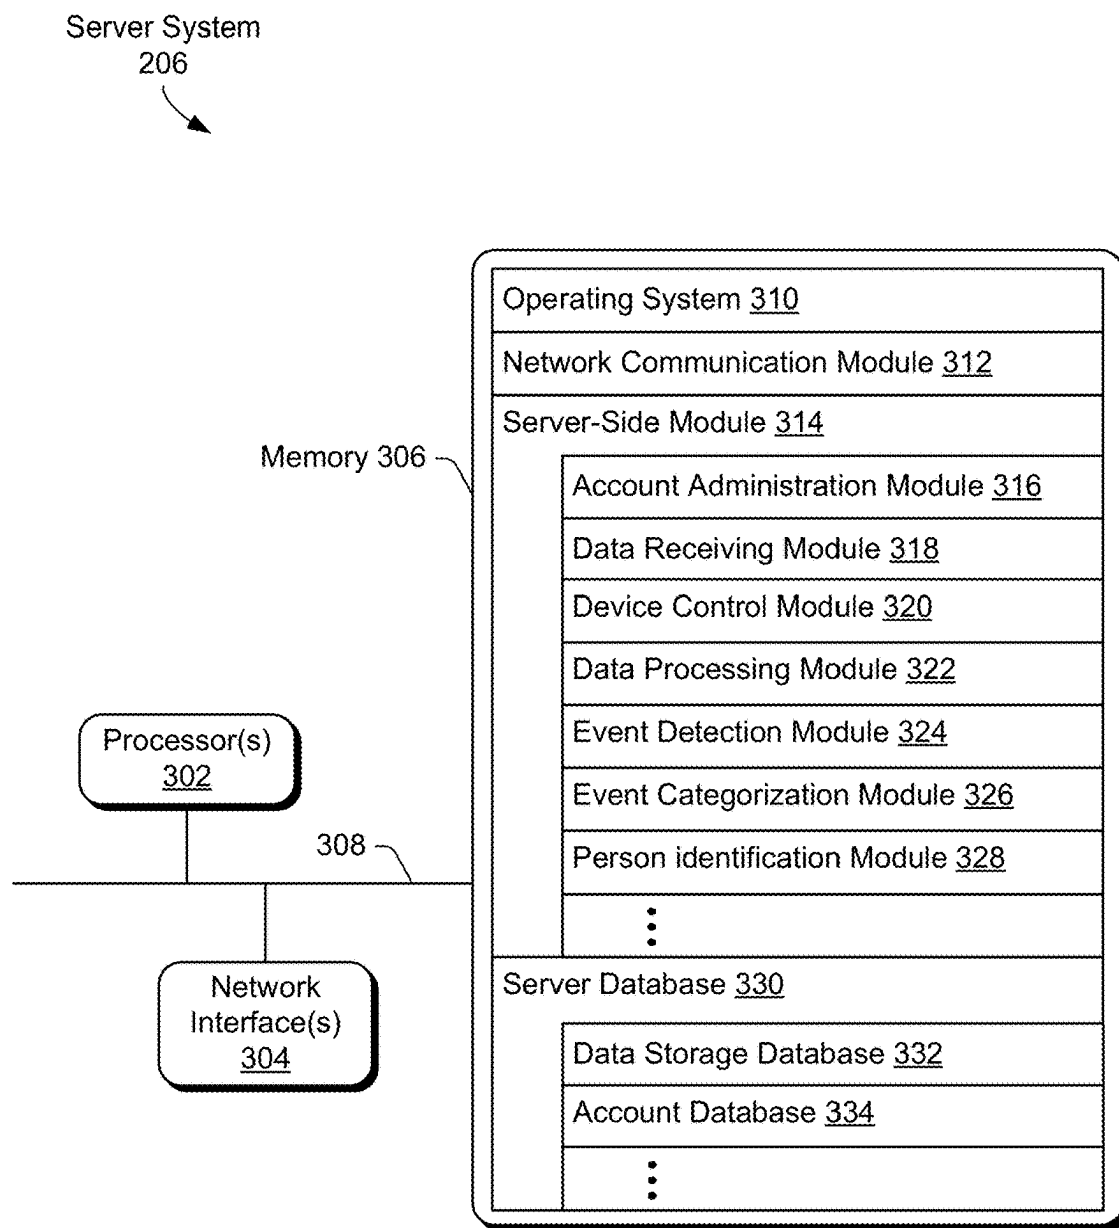 Server System
206
Operating System 310
Network Communication Module 312
Server-Side Module 314
Memory 306
Account Administration Module 316
Data Receiving Module 318
Device Control Module 320
Data Processing Module 322
Event Detection Module 324
Event Categorization Module 326
Person identification Module 328
Processor(s)
302
308
Network
Interface(s)
304
Server Database 330
Data Storage Database 332
Account Database 334